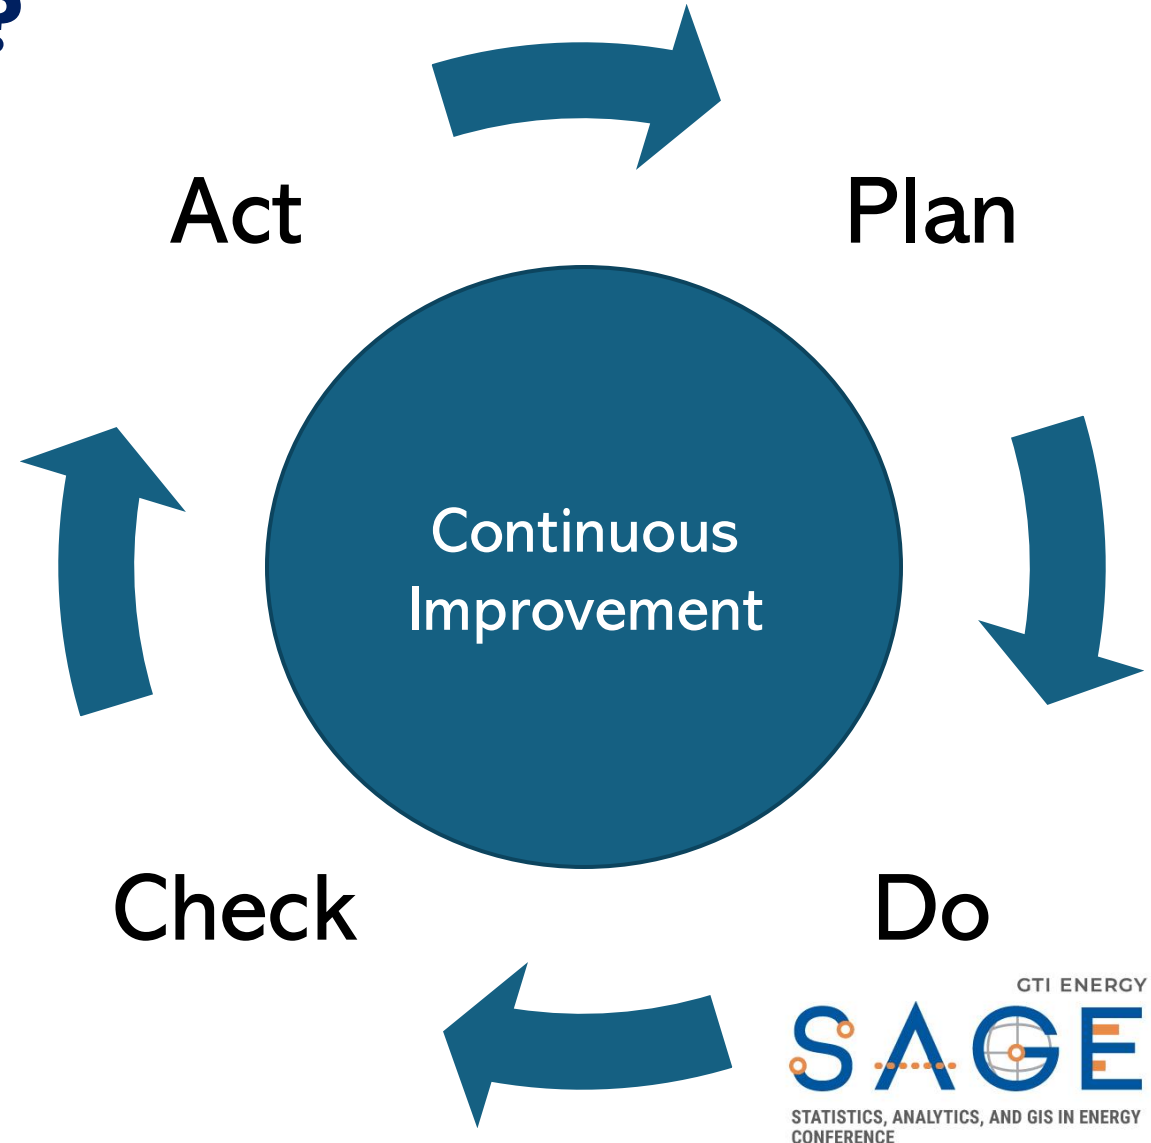 ?
Act
Plan
Continuous
Improvement
Check
Do
GTI ENERGY
SAGE
STATISTICS, ANALYTICS, AND GIS IN ENERGY
CONFERENCE